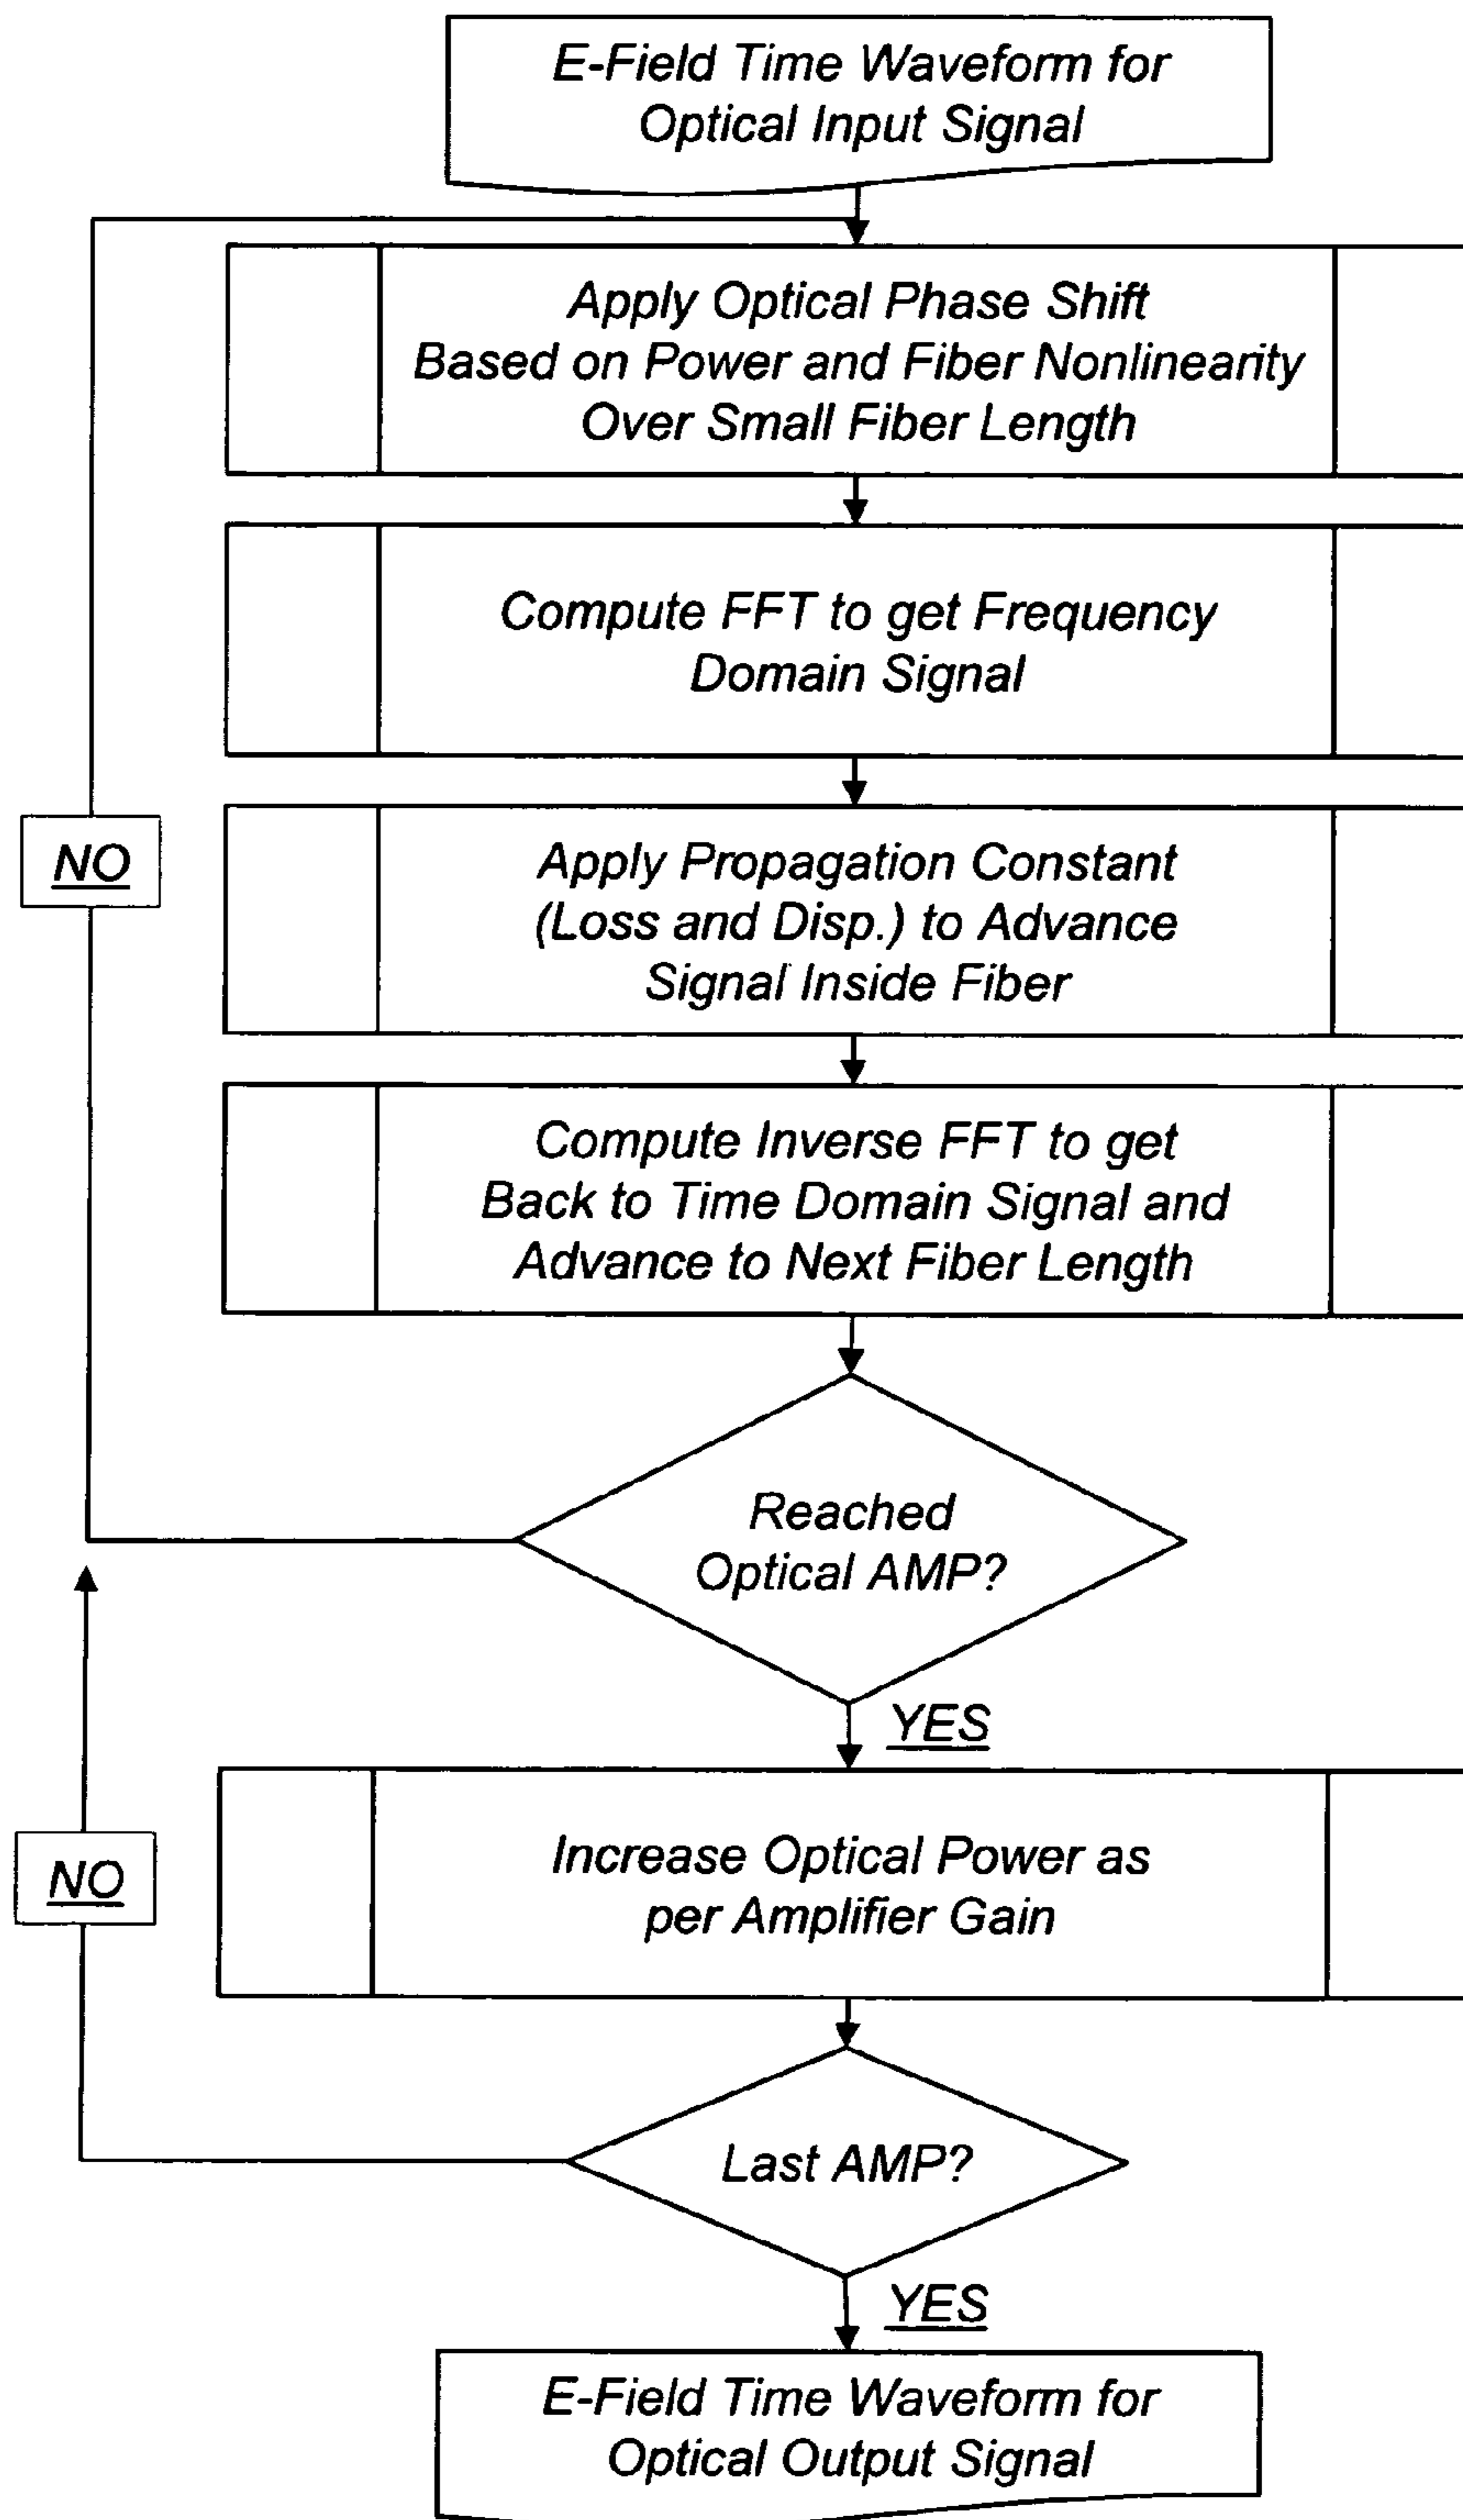 E-Field Time Waveform for
Optical Input Signal
Apply Optical Phase Shift
Based on Power and Fiber Nonlinearity
Over Small Fiber Length
Compute FFT to get Frequency
Domain Signal
NO
Apply Propagation Constant
(Loss and Disp.) to Advance
Signal Inside Fiber
Compute Inverse FFT to get
Back to Time Domain Signal and
Advance to Next Fiber Length
Reached
Optical AMP?
YES
NO
Increase Optical Power as
per Amplifier Gain
Last AMP?
YES
E-Field Time Waveform for
Optical Output Signal